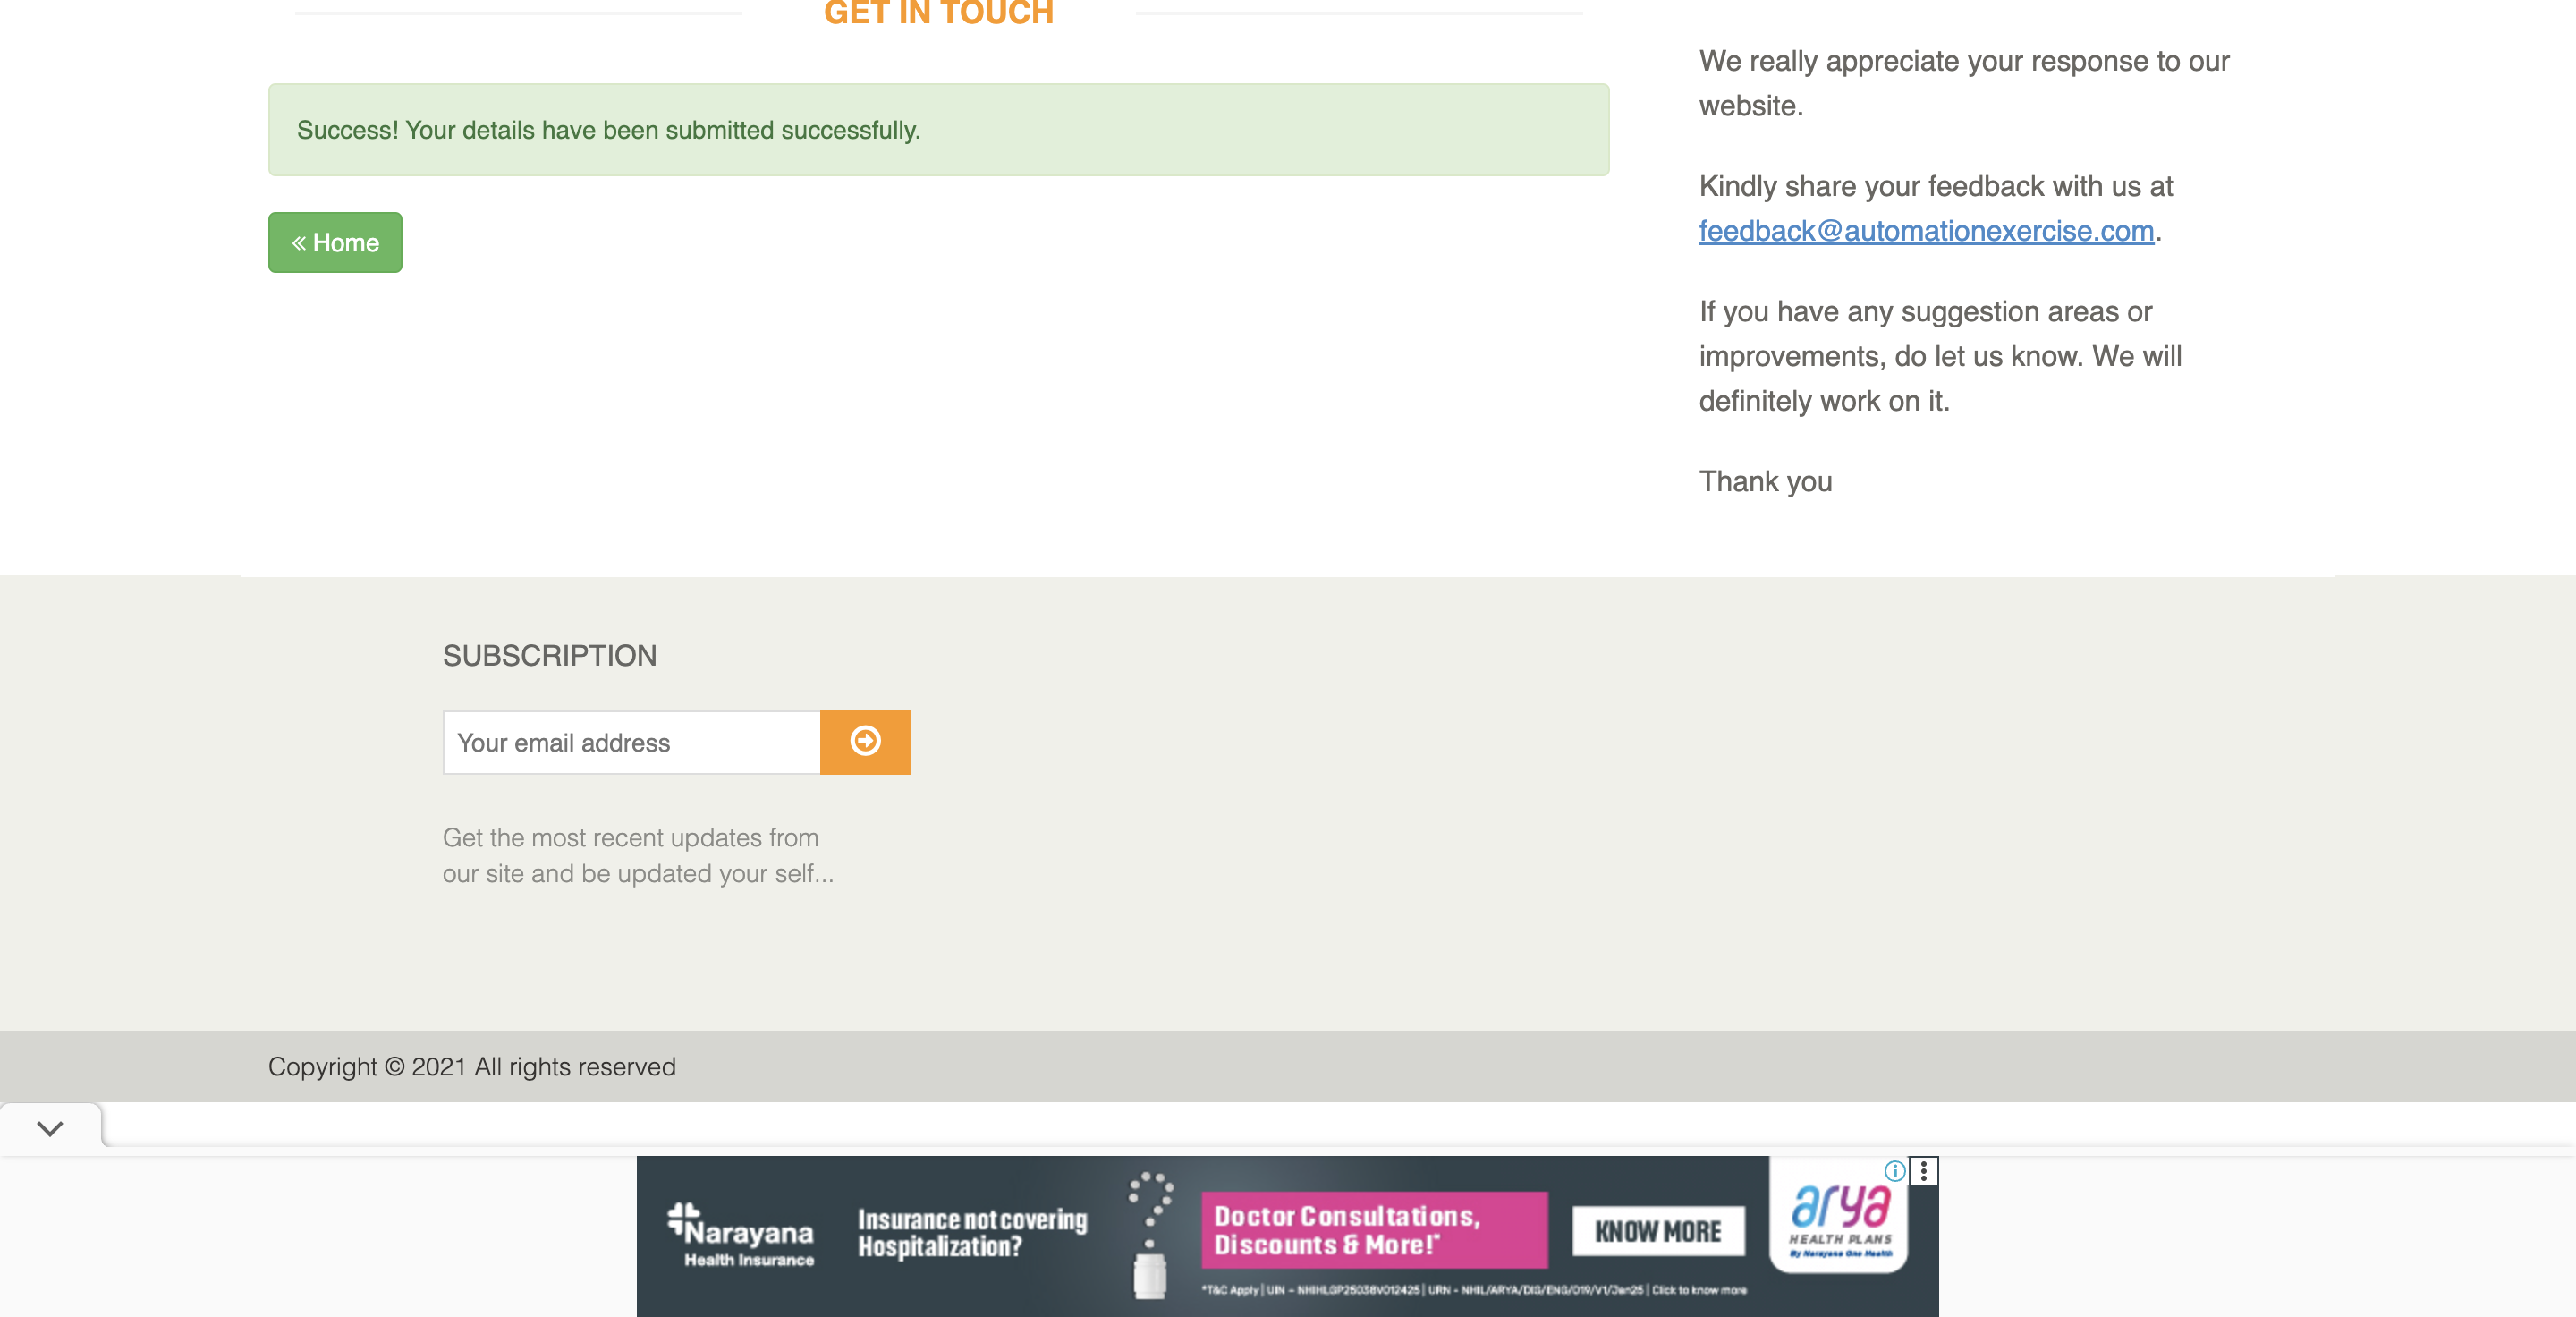 GET IN TOUCH
Success! Your details have been submitted successfully.
« Home
We really appreciate your response to our
website.
Kindly share your feedback with us at
feedback@automationexercise.com.
If you have any suggestion areas or
improvements, do let us know. We will
definitely work on it.
Thank you
SUBSCRIPTION
Your email address
Get the most recent updates from
our site and be updated your self...
Copyright © 2021 All rights reserved
Narayana
Health Insurance
Insurance not covering
Hospitalization?
Doctor Consultations,
Discounts & More!*
*T&C Apply | UIN – NHIHLGP25038V012425 | URN - NHIL/ARYA/DIG/ENG/019/V1/Jan25 | Click to know more
KNOW MORE
arya
HEALTH PLANS
By Narayana One Health